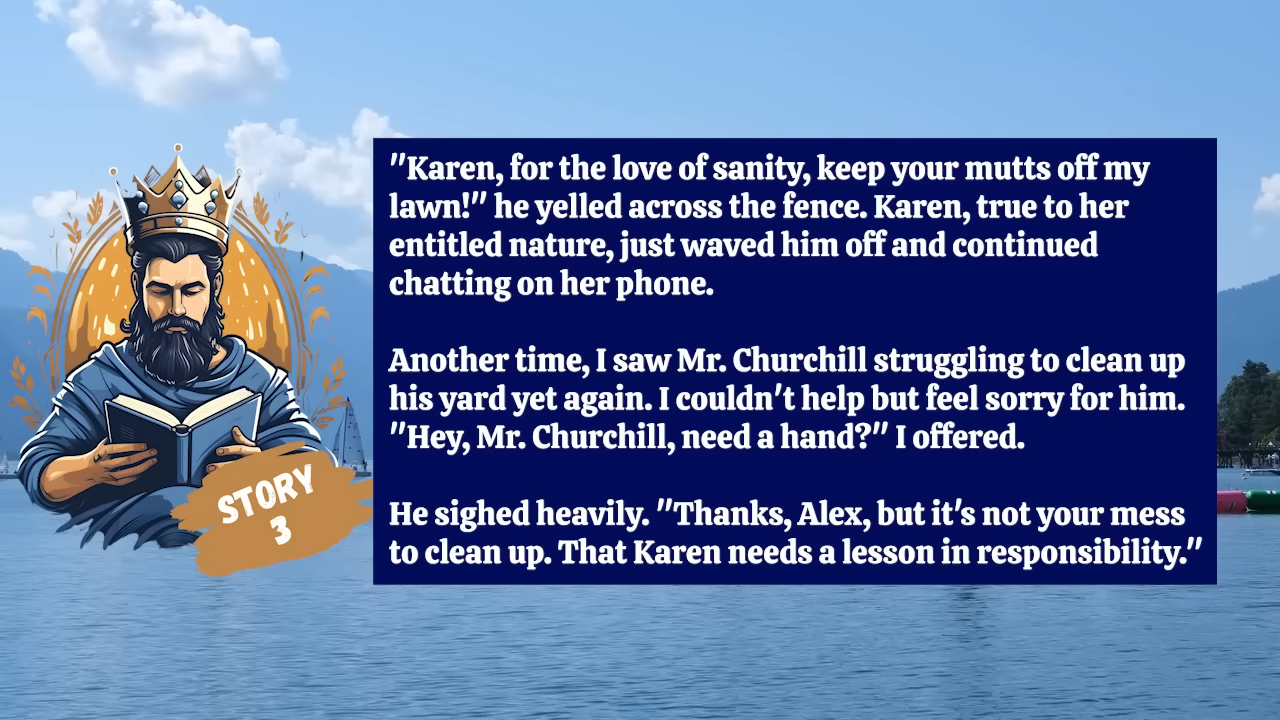 "Karen, for the love of sanity, keep your mutts off my
lawn!" he yelled across the fence. Karen, true to her
entitled nature, just waved him off and continued
chatting on her phone.
Another time, I saw Mr. Churchill struggling to clean up
his yard yet again. I couldn't help but feel sorry for him.
"Hey, Mr. Churchill, need a hand?" I offered.
He sighed heavily. "Thanks, Alex, but it's not your mess
to clean up. That Karen needs a lesson in responsibility."
STORY
3